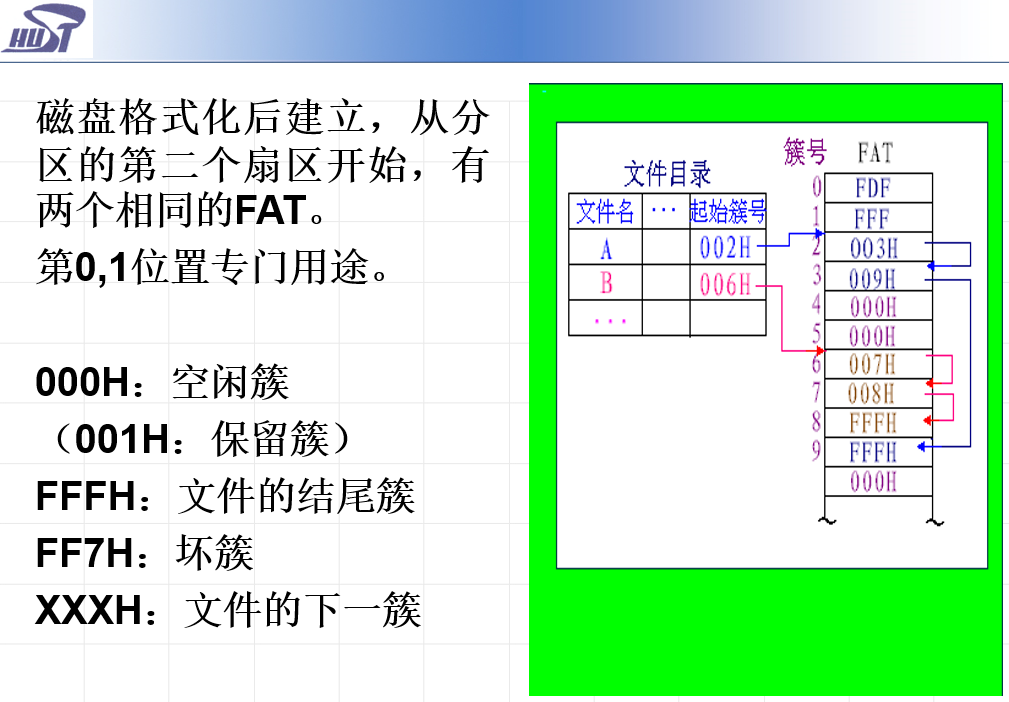 HUST
磁盘格式化后建立，从分
区的第二个扇区开始，有
两个相同的FAT。
第0,1位置专门用途。
000H：空闲簇
（001H：保留簇）
FFFH：文件的结尾簇
FF7H：坏簇
XXXH：文件的下一簇
文件目录
文件名 ... 起始簇号
A 002H
B 006H
...
簇号 FAT
0 FDF
1 FFF
2 003H
3 009H
4 000H
5 000H
6 007H
7 008H
8 FFFH
9 FFFH
000H